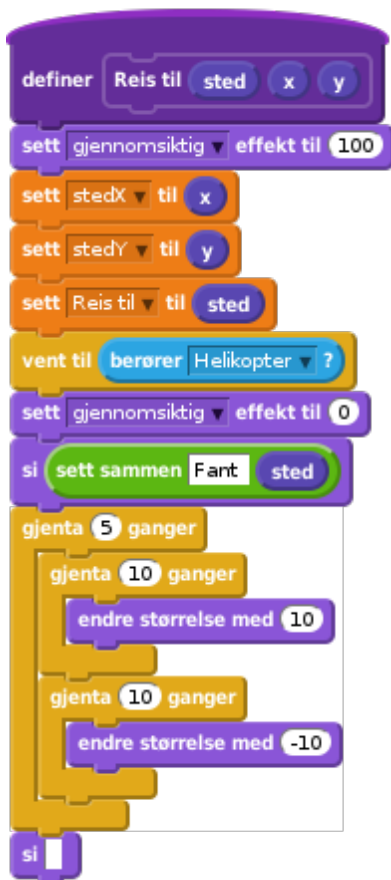 definer Reis til sted x y
sett gjennomsiktig effekt til 100
sett stedX til x
sett stedY til y
sett Reis til til sted
vent til berører Helikopter ?
sett gjennomsiktig effekt til 0
si sett sammen Fant sted
gjenta 5 ganger
gjenta 10 ganger
endre størrelse med 10
gjenta 10 ganger
endre størrelse med -10
si